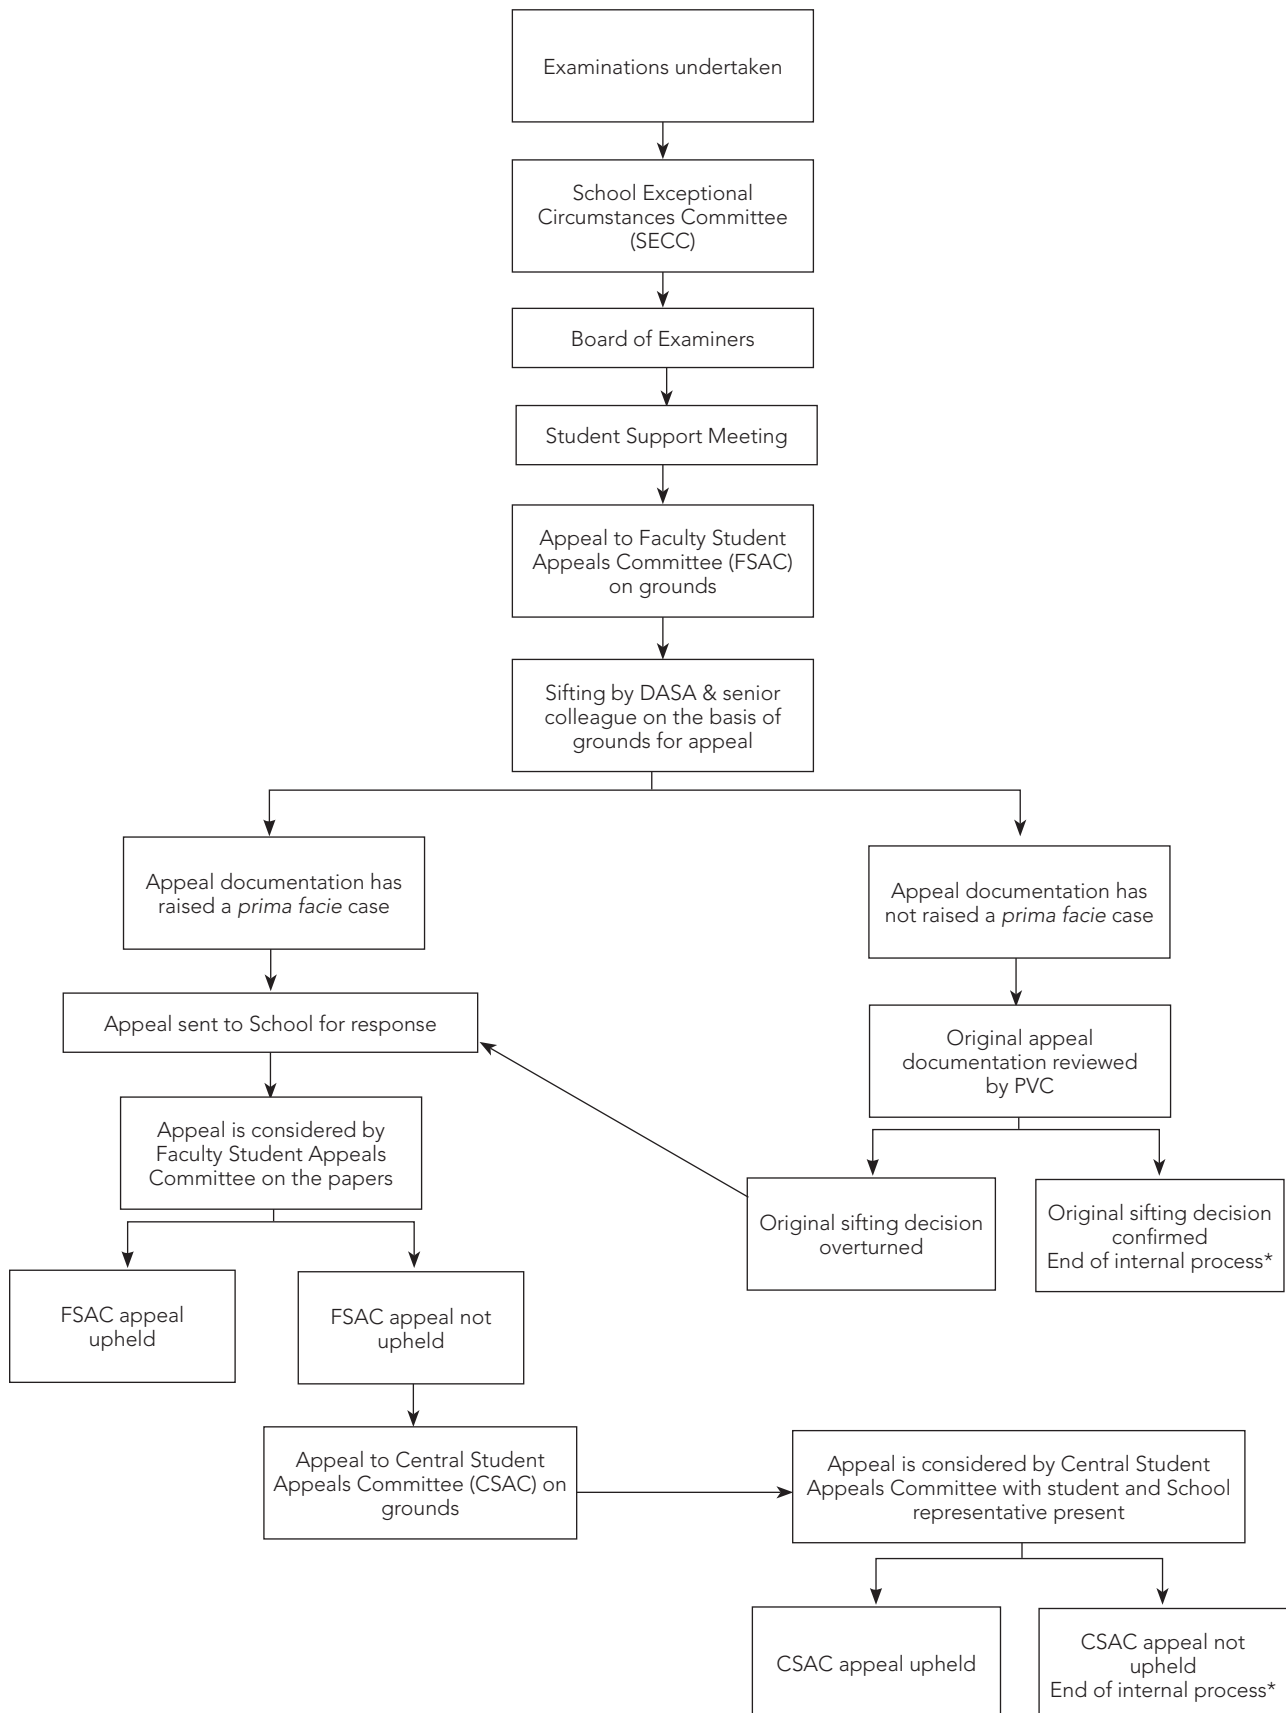 Examinations undertaken
School Exceptional
Circumstances Committee
(SECC)
Board of Examiners
Student Support Meeting
Appeal to Faculty Student
Appeals Committee (FSAC)
on grounds
Sifting by DASA & senior
colleague on the basis of
grounds for appeal
Appeal documentation has
raised a prima facie case
Appeal documentation has
not raised a prima facie case
Appeal sent to School for response
Original appeal
documentation reviewed
by PVC
Appeal is considered by
Faculty Student Appeals
Committee on the papers
Original sifting decision
overturned
Original sifting decision
confirmed
End of internal process*
FSAC appeal
upheld
FSAC appeal not
upheld
Appeal to Central Student
Appeals Committee (CSAC) on
grounds
Appeal is considered by Central Student
Appeals Committee with student and School
representative present
CSAC appeal upheld
CSAC appeal not
upheld
End of internal process*